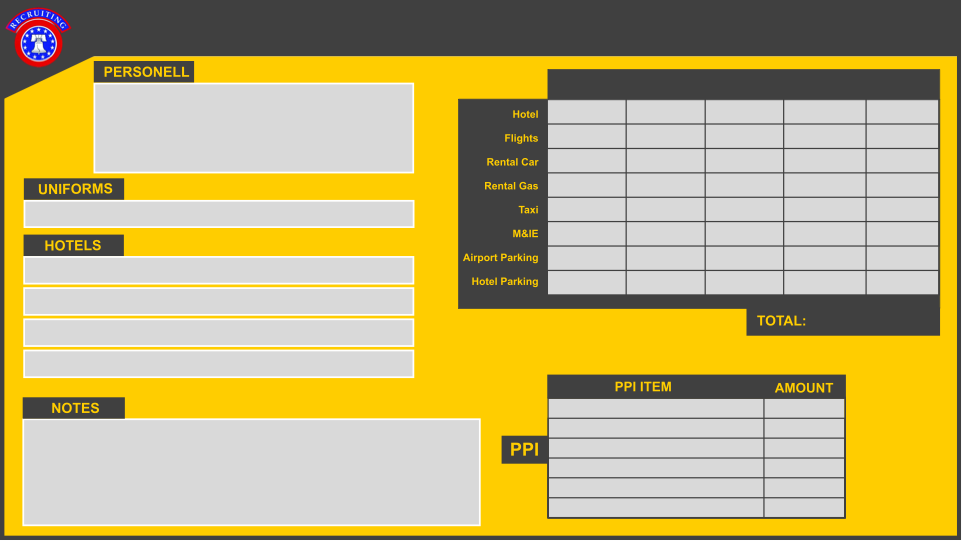 RECRUITING
PERSONELL
UNIFORMS
HOTELS
NOTES
Hotel
Flights
Rental Car
Rental Gas
Taxi
M&IE
Airport Parking
Hotel Parking
TOTAL:
PPI
PPI ITEM AMOUNT